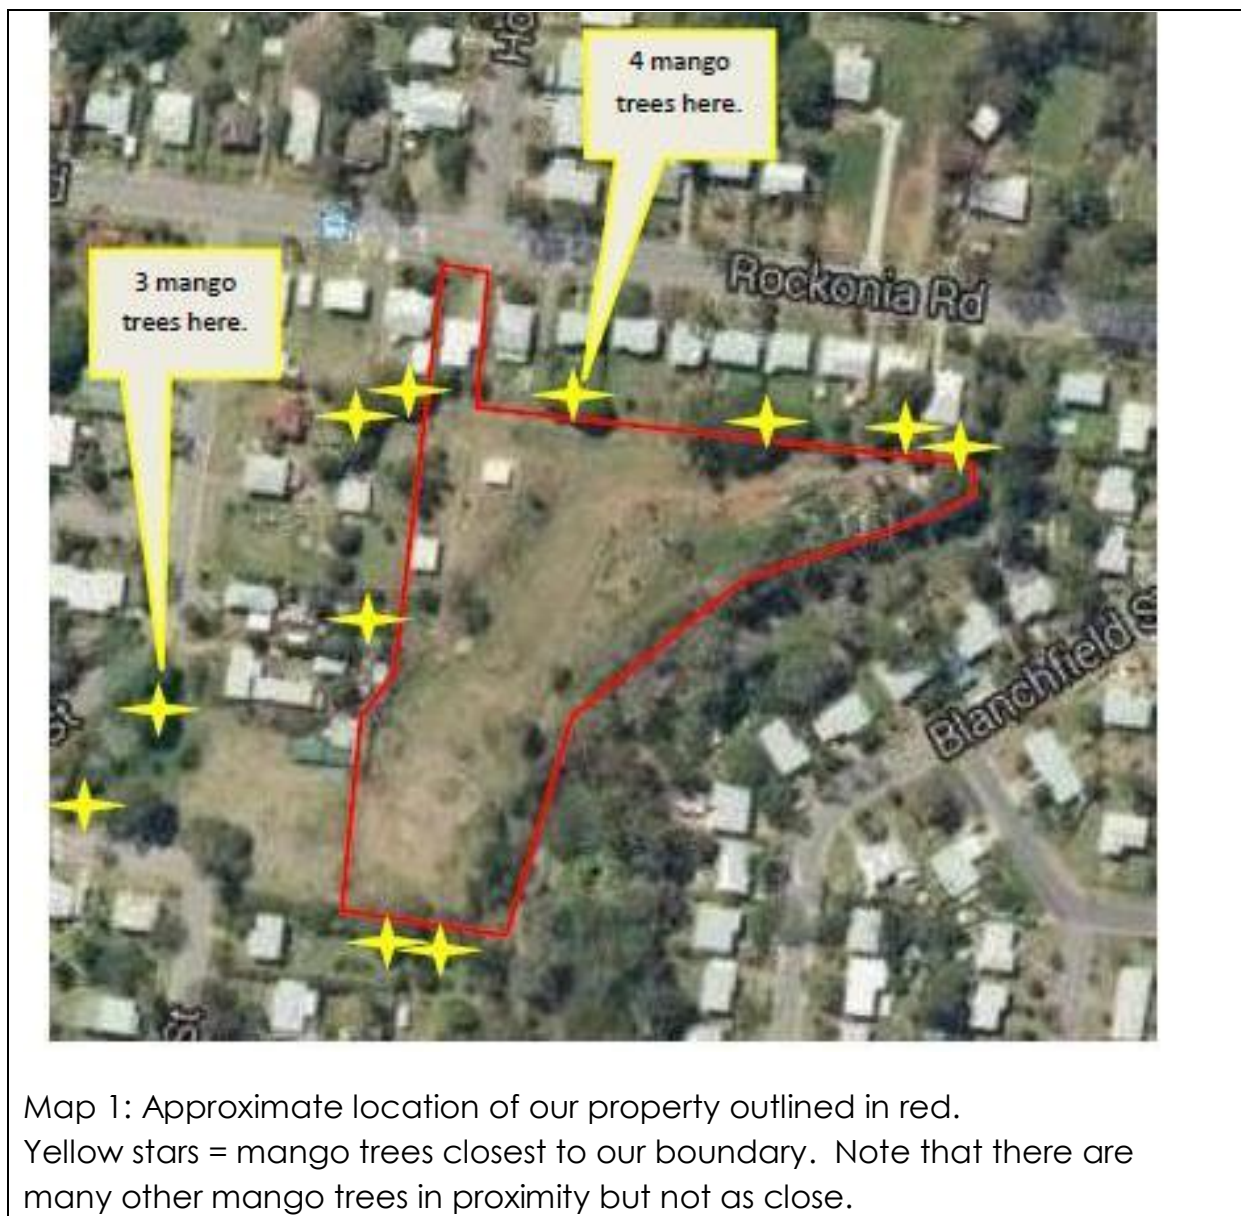 Ho
4 mango
trees here.
d
3 mango
trees here.
Rockonia Rd
Blanchfield S
St
St
Map 1: Approximate location of our property outlined in red.
Yellow stars = mango trees closest to our boundary.  Note that there are
many other mango trees in proximity but not as close.